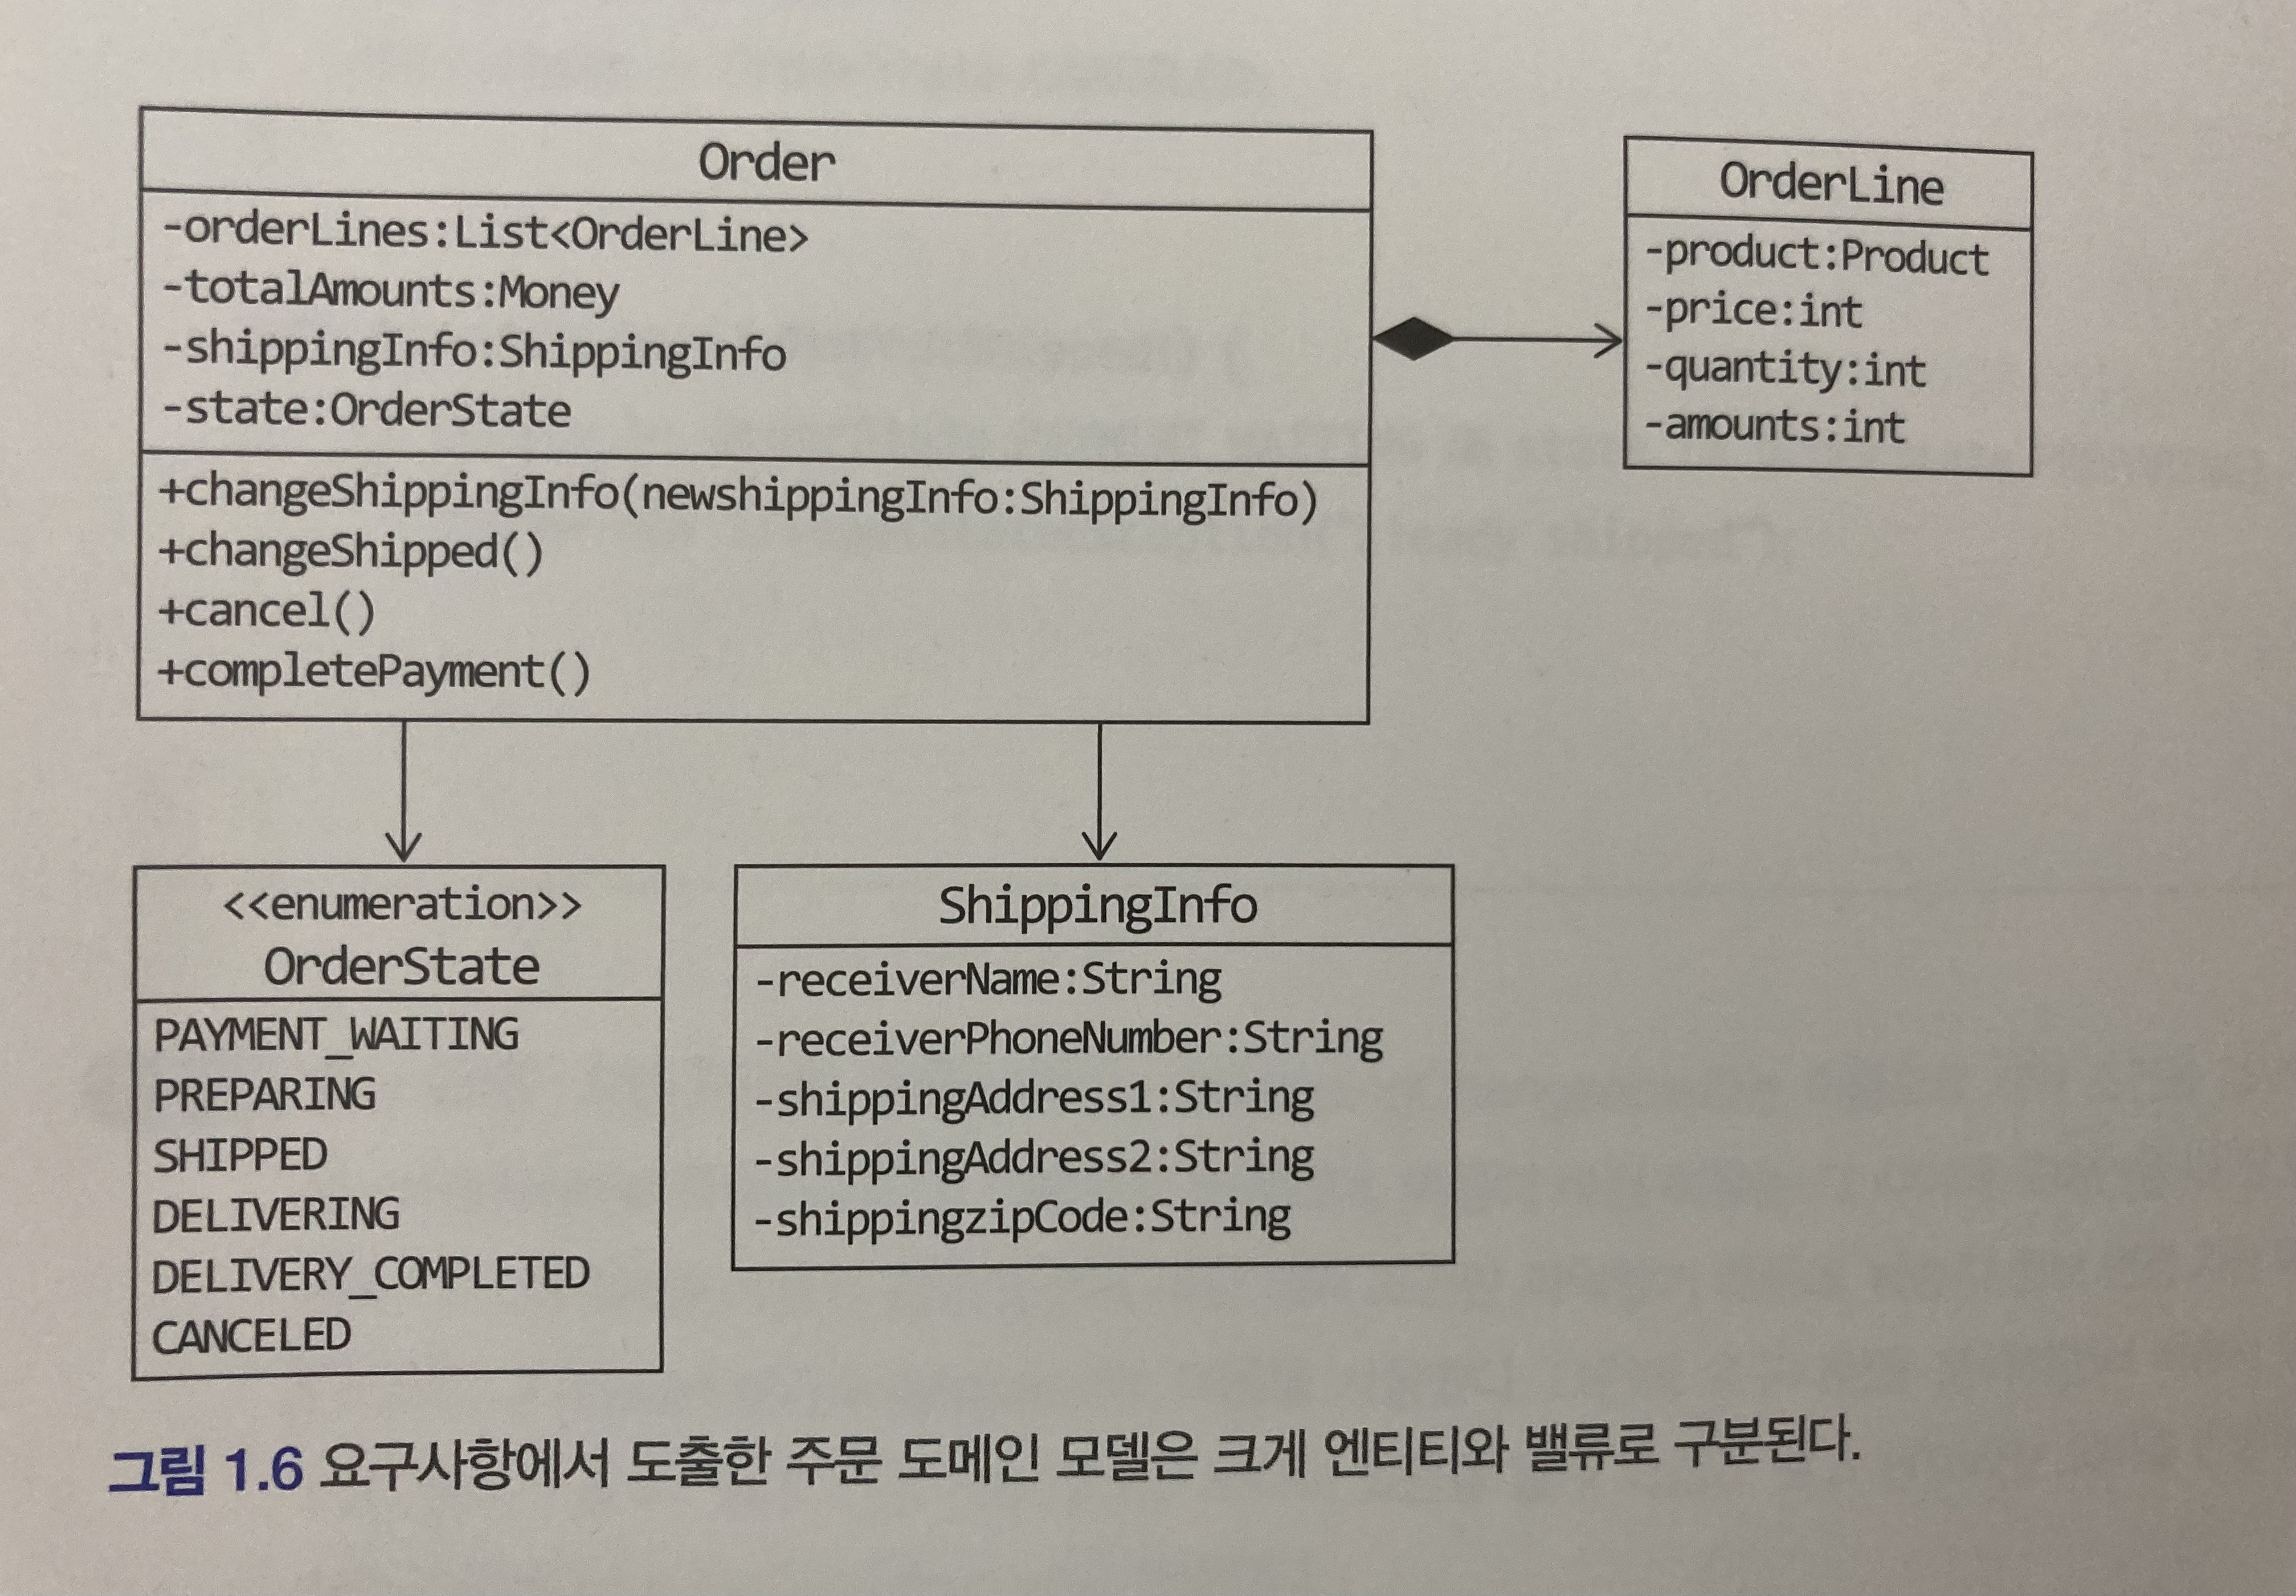 Order
-orderLines:List<OrderLine>
-totalAmounts:Money
-shippingInfo:ShippingInfo
-state:OrderState
+changeShippingInfo(newshippingInfo:ShippingInfo)
+changeShipped()
+cancel()
+completePayment()
OrderLine
-product:Product
-price:int
-quantity:int
-amounts:int
<<enumeration>>
OrderState
PAYMENT_WAITING
PREPARING
SHIPPED
DELIVERING
DELIVERY_COMPLETED
CANCELED
ShippingInfo
-receiverName:String
-receiverPhoneNumber:String
-shippingAddress1:String
-shippingAddress2:String
-shippingzipCode:String
그림 1.6 요구사항에서 도출한 주문 도메인 모델은 크게 엔티티와 밸류로 구분된다.